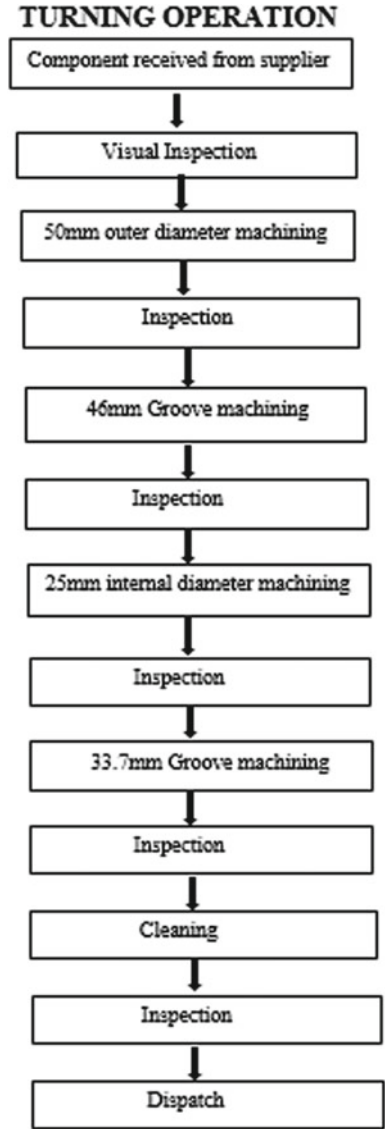 TURNING OPERATION
Component received from supplier
Visual Inspection
50mm outer diameter machining
Inspection
46mm Groove machining
Inspection
25mm internal diameter machining
Inspection
33.7mm Groove machining
Inspection
Cleaning
Inspection
Dispatch